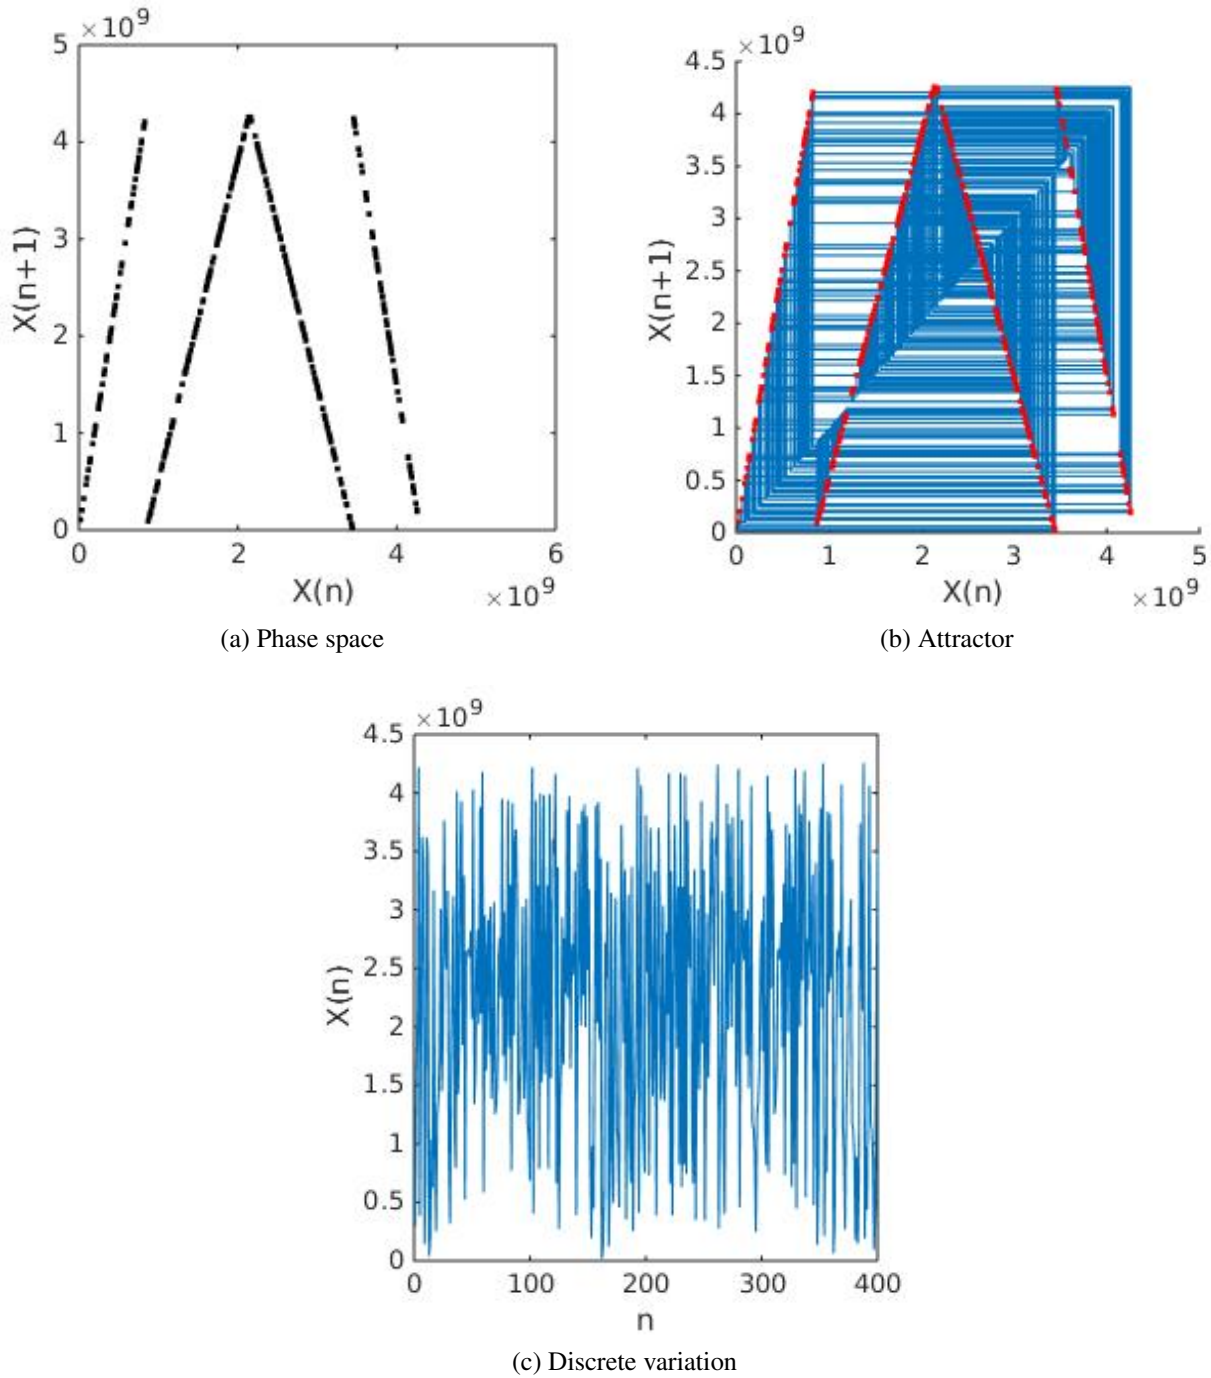 ×10^9
5
4
3
2
1
0
X(n+1)
0 2 4 6
X(n) ×10^9
(a) Phase space
×10^9
4.5
4
3.5
3
2.5
2
1.5
1
0.5
0
X(n+1)
0 1 2 3 4 5
X(n) ×10^9
(b) Attractor
×10^9
4.5
4
3.5
3
2.5
2
1.5
1
0.5
0
X(n)
0 100 200 300 400
n
(c) Discrete variation